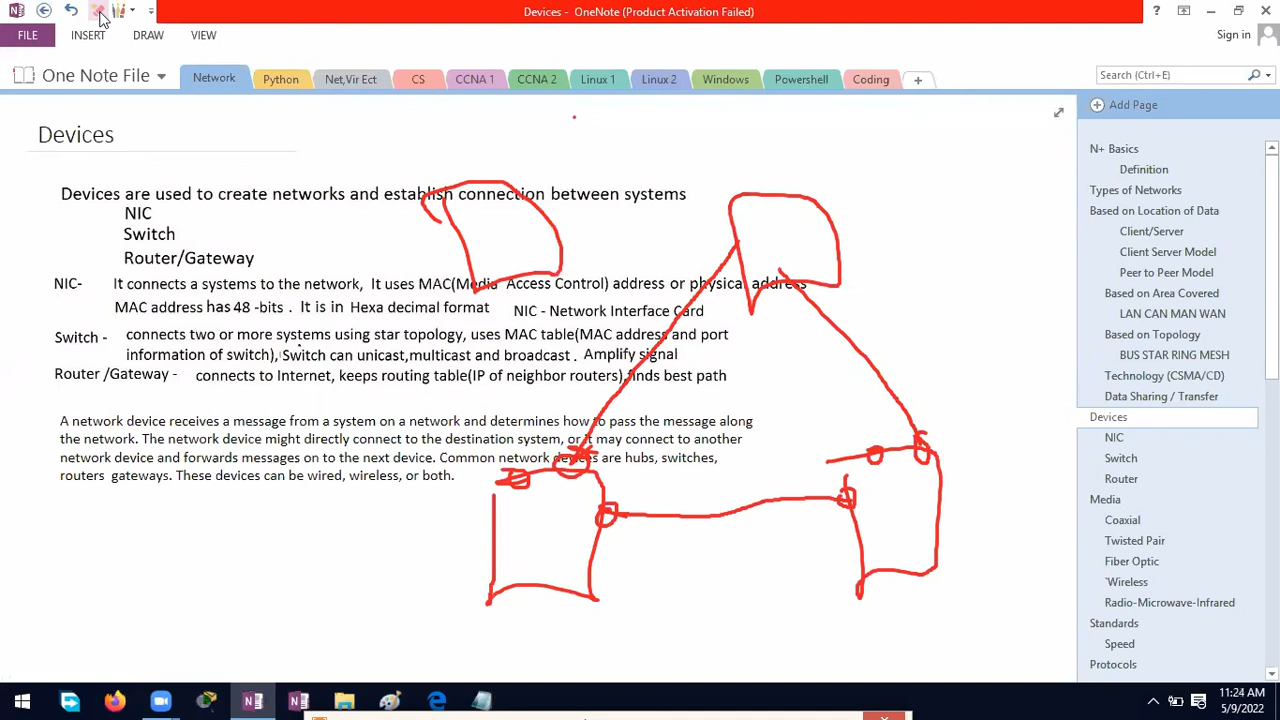 Devices - OneNote (Product Activation Failed)
?
FILE INSERT DRAW VIEW
Sign in
One Note File
Network Python Net,Vir Ect CS CCNA 1 CCNA 2 Linux 1 Linux 2 Windows Powershell Coding +
Search (Ctrl+E)
Devices
Devices are used to create networks and establish connection between systems
NIC
Switch
Router/Gateway
NIC- It connects a systems to the network, It uses MAC(Media Access Control) address or physical address
MAC address has 48 -bits . It is in Hexa decimal format NIC - Network Interface Card
Switch - connects two or more systems using star topology, uses MAC table(MAC address and port
information of switch), Switch can unicast,multicast and broadcast . Amplify signal
Router /Gateway - connects to Internet, keeps routing table(IP of neighbor routers),finds best path
A network device receives a message from a system on a network and determines how to pass the message along
the network. The network device might directly connect to the destination system, or it may connect to another
network device and forwards messages on to the next device. Common network devices are hubs, switches,
routers gateways. These devices can be wired, wireless, or both.
Add Page
N+ Basics
Definition
Types of Networks
Based on Location of Data
Client/Server
Client Server Model
Peer to Peer Model
Based on Area Covered
LAN CAN MAN WAN
Based on Topology
BUS STAR RING MESH
Technology (CSMA/CD)
Data Sharing / Transfer
Devices
NIC
Switch
Router
Media
Coaxial
Twisted Pair
Fiber Optic
`Wireless
Radio-Microwave-Infrared
Standards
Speed
Protocols
11:24 AM
5/9/2022